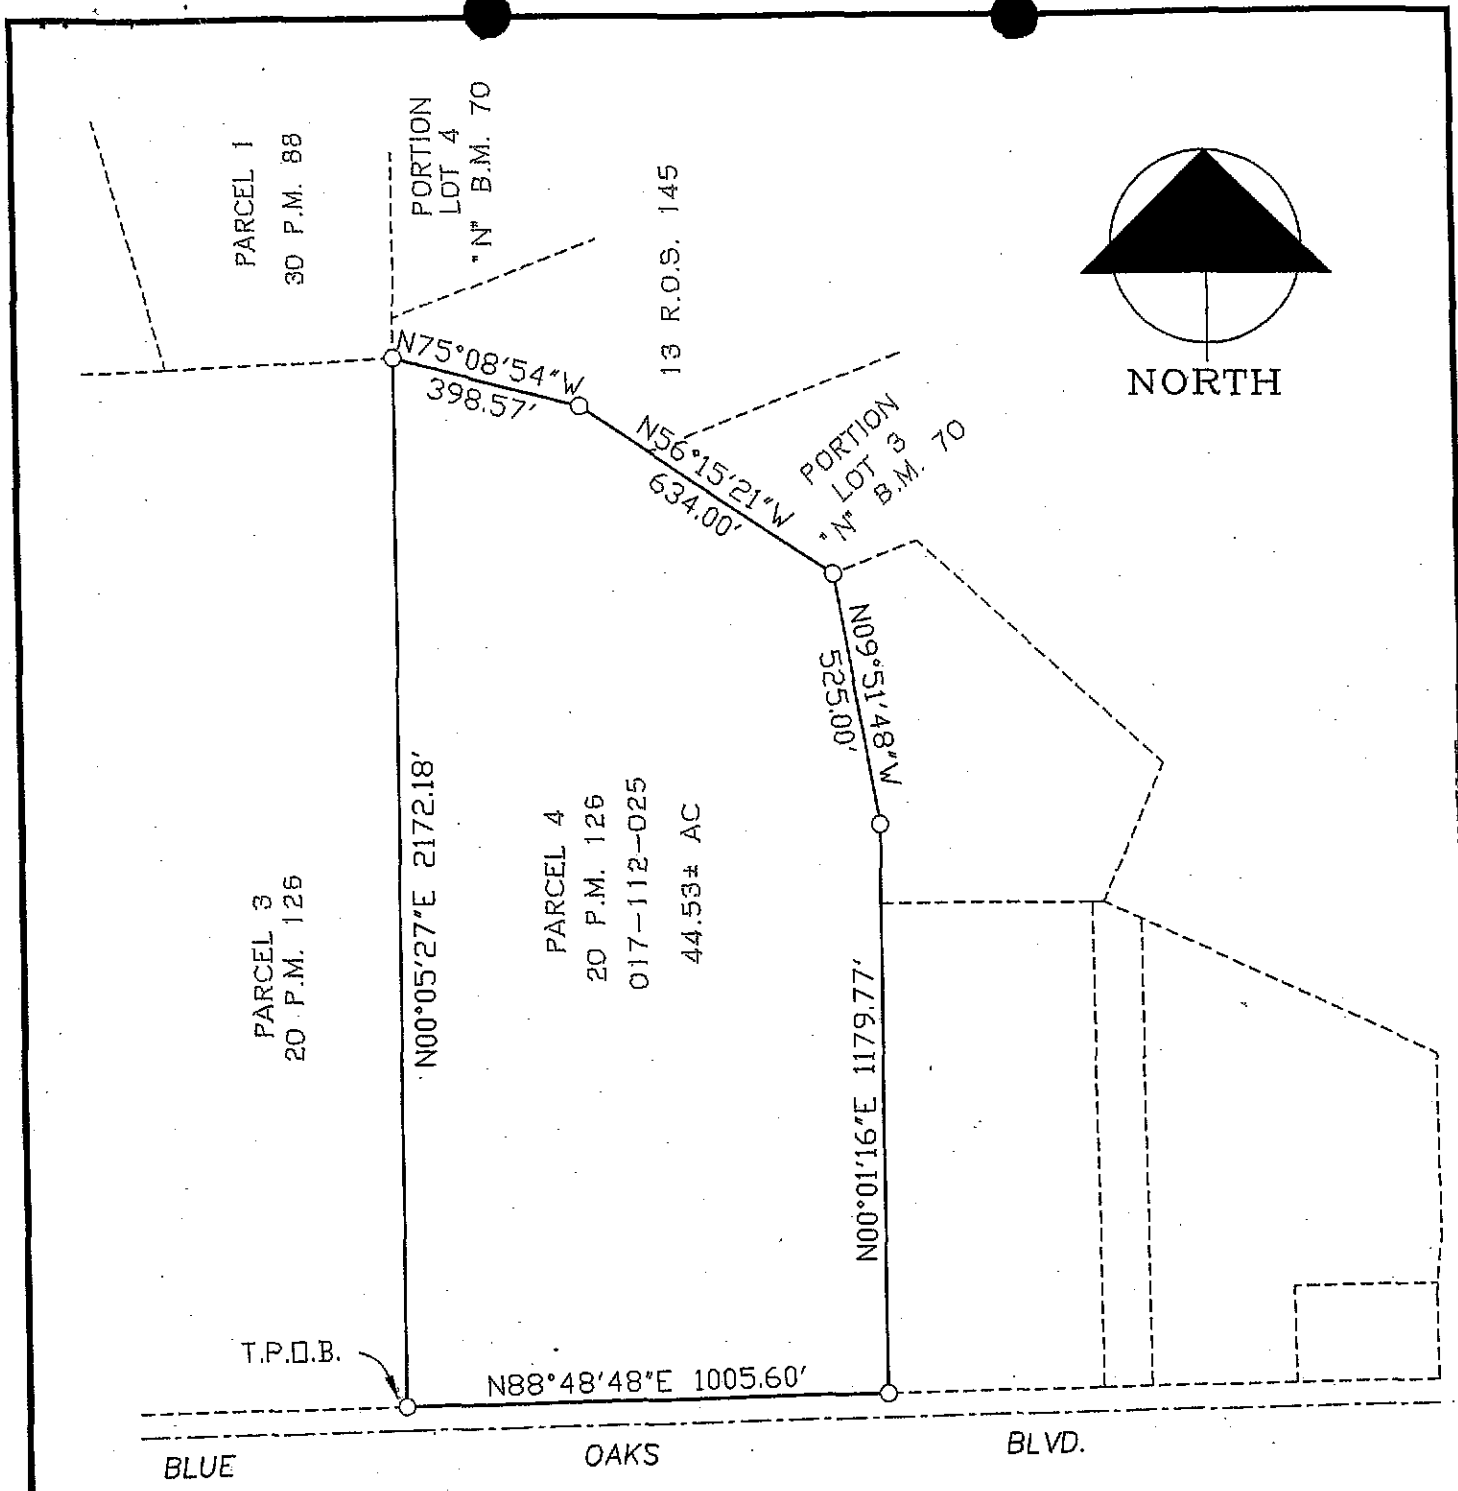 PARCEL 1
30 P.M. 88
PORTION
LOT 4
"N" B.M. 70
13 R.O.S. 145
NORTH
N75°08'54"W
398.57'
N56°15'21"W
634.00'
PORTION
LOT 3
"N" B.M. 70
N09°51'48"W
525.00'
N00°05'27"E 2172.18'
PARCEL 4
20 P.M. 126
017-112-025
44.53± AC
PARCEL 3
20 P.M. 126
N00°01'16"E 1179.77'
T.P.O.B.
N88°48'48"E 1005.60'
BLUE OAKS BLVD.